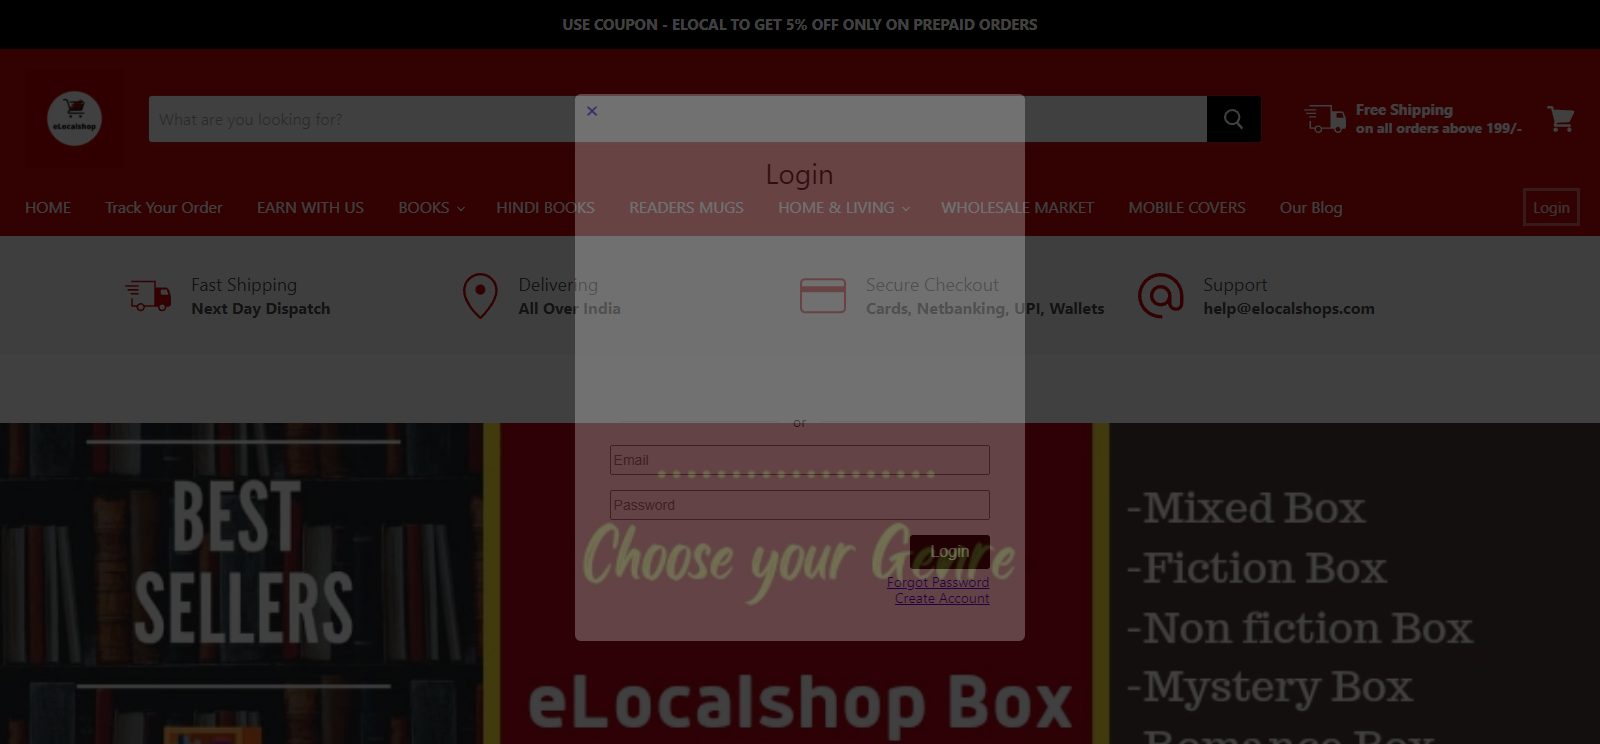 USE COUPON - ELOCAL TO GET 5% OFF ONLY ON PREPAID ORDERS
eLocalshop
What are you looking for?
Free Shipping
on all orders above 199/-
×
Login
HOME Track Your Order EARN WITH US BOOKS HINDI BOOKS READERS MUGS HOME & LIVING WHOLESALE MARKET MOBILE COVERS Our Blog Login
Fast Shipping
Next Day Dispatch
Delivering
All Over India
Secure Checkout
Cards, Netbanking, UPI, Wallets
Support
help@elocalshops.com
or
Email
Password
Login
Forgot Password
Create Account
BEST
SELLERS
Choose your Genre
eLocalshop Box
-Mixed Box
-Fiction Box
-Non fiction Box
-Mystery Box
Romance Box